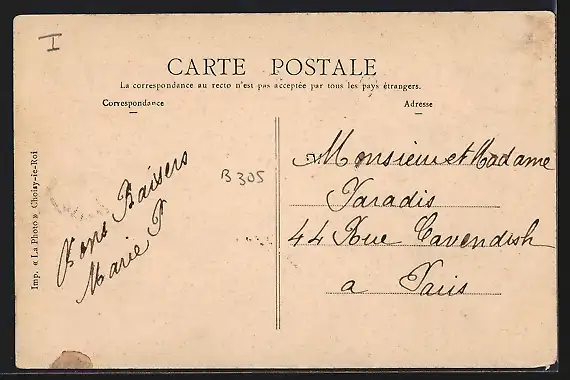 I
CARTE POSTALE
La correspondance au recto n'est pas acceptée par tous les pays étrangers.
Correspondance
Adresse
Imp. « La Photo » Choisy-le-Roi
Bons Baisers
Marie P
B305
Monsieur et Madame
Paradis
44 Rue Cavendish
a Paris